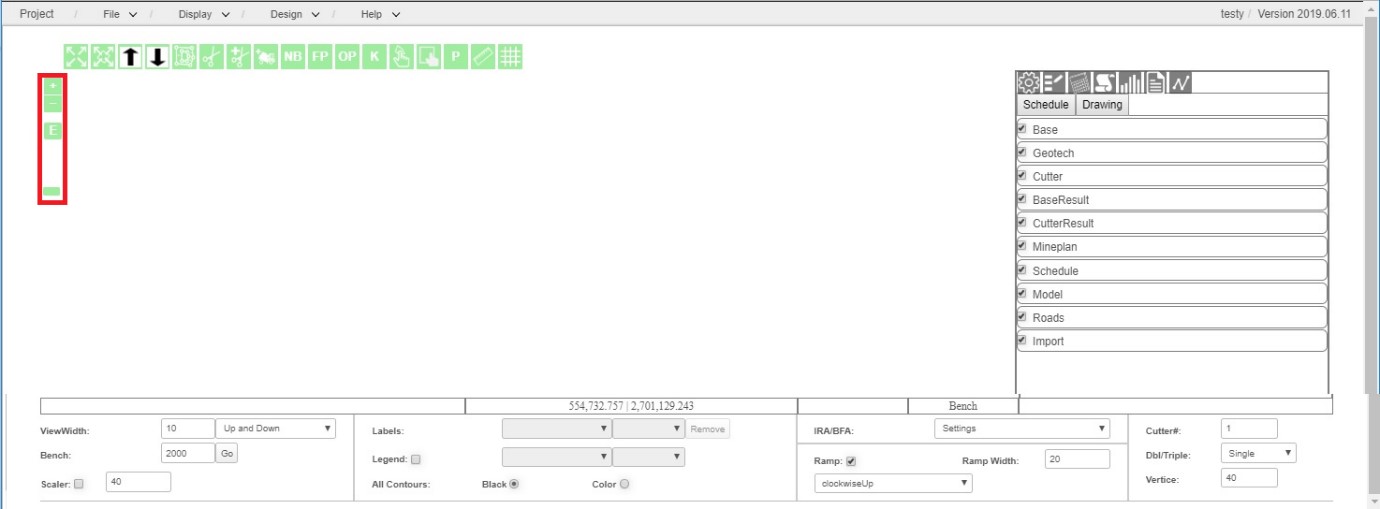 Project / File / Display / Design / Help testy / Version 2019.06.11
NB FP OP K P
+
−
E
Schedule Drawing
Base
Geotech
Cutter
BaseResult
CutterResult
Mineplan
Schedule
Model
Roads
Import
554,732.757 | 2,701,129.243 Bench
ViewWidth: 10 Up and Down
Bench: 2000 Go
Scaler: 40
Labels: Remove
Legend:
All Contours: Black Color
IRA/BFA: Settings
Ramp: Ramp Width: 20
clockwiseUp
Cutter#: 1
Dbl/Triple: Single
Vertice: 40